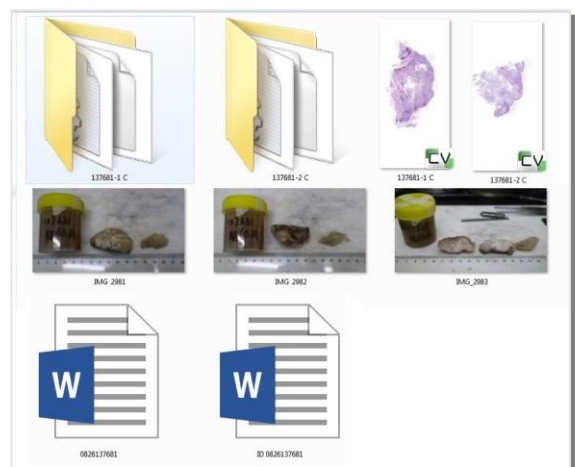 137681-1 C
137681-2 C
CV
137681-1 C
CV
137681-2 C
IMG 2981
IMG 2982
IMG_2983
W
0826137681
W
ID 0826137681